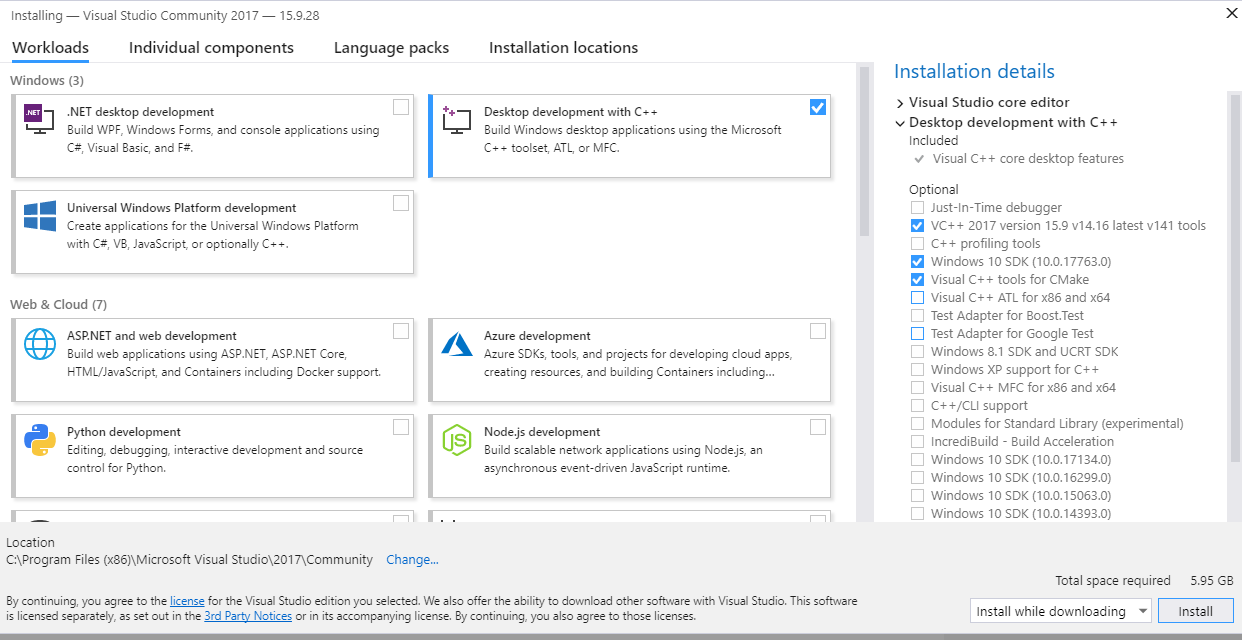 Installing — Visual Studio Community 2017 — 15.9.28
Workloads
Individual components
Language packs
Installation locations
Windows (3)
.NET
.NET desktop development
Build WPF, Windows Forms, and console applications using
C#, Visual Basic, and F#.
Desktop development with C++
Build Windows desktop applications using the Microsoft
C++ toolset, ATL, or MFC.
Universal Windows Platform development
Create applications for the Universal Windows Platform
with C#, VB, JavaScript, or optionally C++.
Web & Cloud (7)
ASP.NET and web development
Build web applications using ASP.NET, ASP.NET Core,
HTML/JavaScript, and Containers including Docker support.
Azure development
Azure SDKs, tools, and projects for developing cloud apps,
creating resources, and building Containers including...
Python development
Editing, debugging, interactive development and source
control for Python.
JS
Node.js development
Build scalable network applications using Node.js, an
asynchronous event-driven JavaScript runtime.
Installation details
Visual Studio core editor
Desktop development with C++
Included
Visual C++ core desktop features
Optional
Just-In-Time debugger
VC++ 2017 version 15.9 v14.16 latest v141 tools
C++ profiling tools
Windows 10 SDK (10.0.17763.0)
Visual C++ tools for CMake
Visual C++ ATL for x86 and x64
Test Adapter for Boost.Test
Test Adapter for Google Test
Windows 8.1 SDK and UCRT SDK
Windows XP support for C++
Visual C++ MFC for x86 and x64
C++/CLI support
Modules for Standard Library (experimental)
IncrediBuild - Build Acceleration
Windows 10 SDK (10.0.17134.0)
Windows 10 SDK (10.0.16299.0)
Windows 10 SDK (10.0.15063.0)
Windows 10 SDK (10.0.14393.0)
Location
C:\Program Files (x86)\Microsoft Visual Studio\2017\Community Change...
Total space required 5.95 GB
By continuing, you agree to the license for the Visual Studio edition you selected. We also offer the ability to download other software with Visual Studio. This software
is licensed separately, as set out in the 3rd Party Notices or in its accompanying license. By continuing, you also agree to those licenses.
Install while downloading
Install